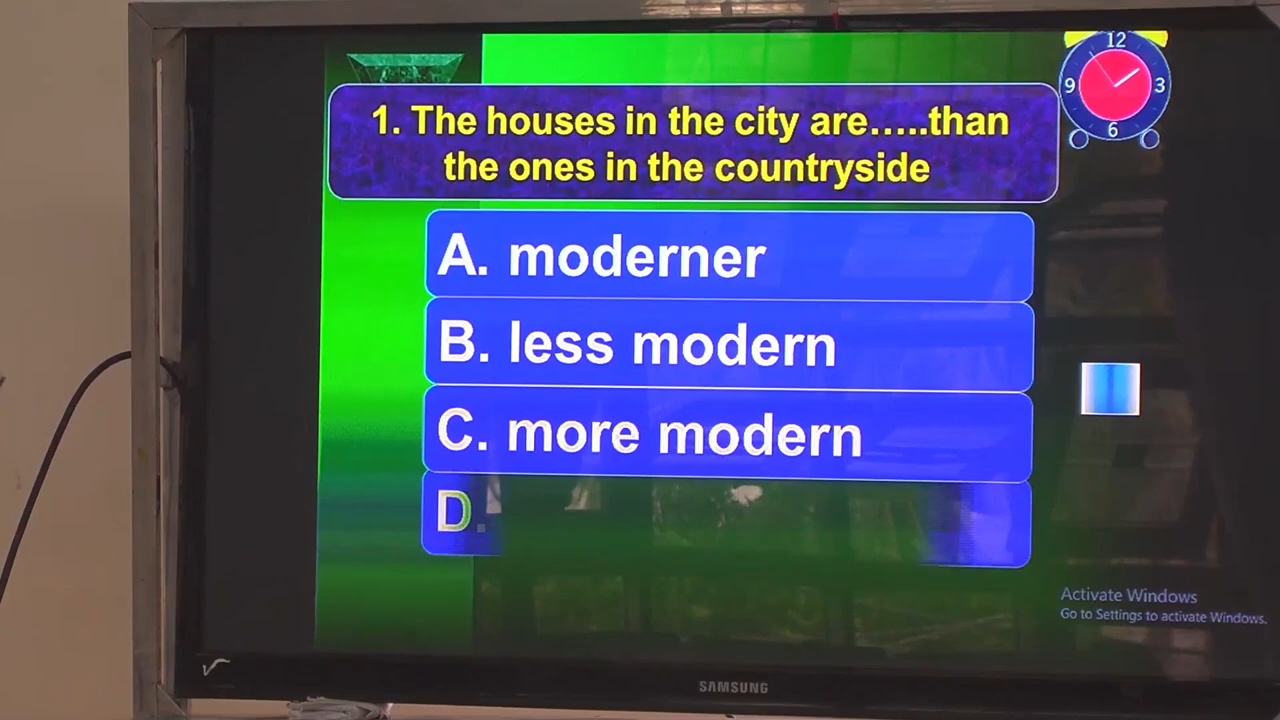 12
9
3
6
1. The houses in the city are.....than
the ones in the countryside
A. moderner
B. less modern
C. more modern
D.
Activate Windows
Go to Settings to activate Windows.
SAMSUNG